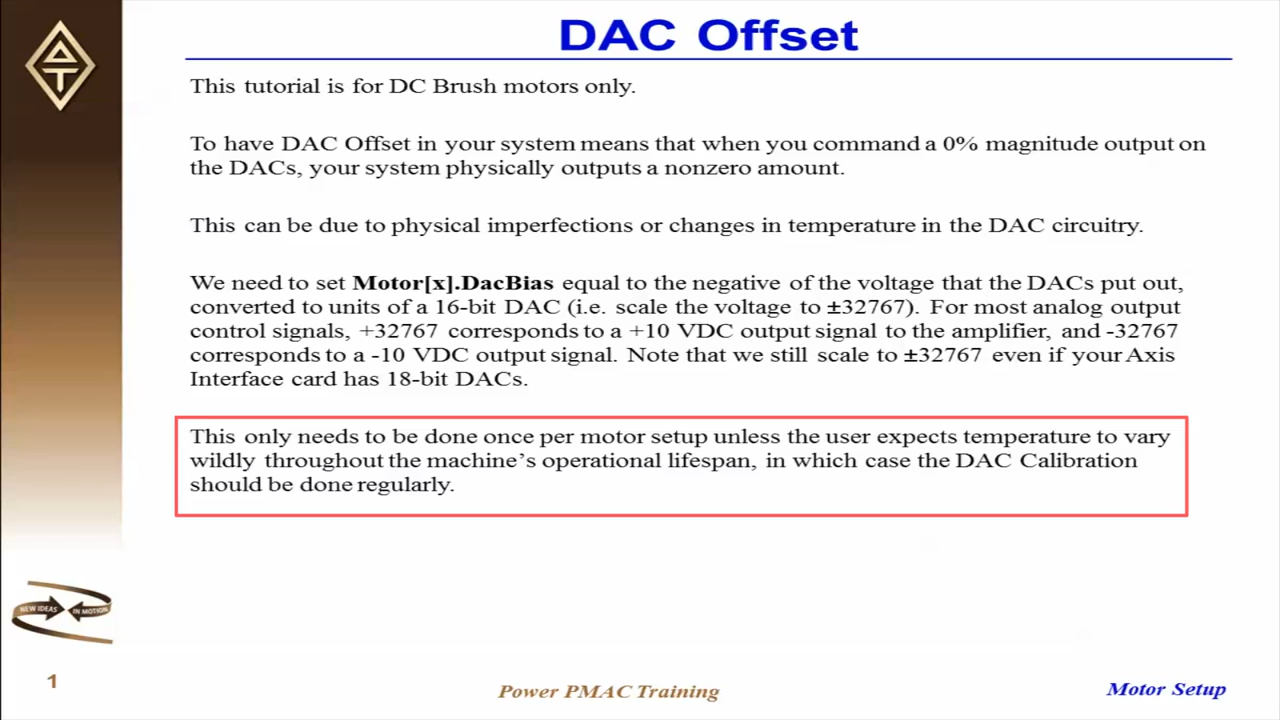 DAC Offset
This tutorial is for DC Brush motors only.
To have DAC Offset in your system means that when you command a 0% magnitude output on
the DACs, your system physically outputs a nonzero amount.
This can be due to physical imperfections or changes in temperature in the DAC circuitry.
We need to set Motor[x].DacBias equal to the negative of the voltage that the DACs put out,
converted to units of a 16-bit DAC (i.e. scale the voltage to ±32767). For most analog output
control signals, +32767 corresponds to a +10 VDC output signal to the amplifier, and -32767
corresponds to a -10 VDC output signal. Note that we still scale to ±32767 even if your Axis
Interface card has 18-bit DACs.
This only needs to be done once per motor setup unless the user expects temperature to vary
wildly throughout the machine’s operational lifespan, in which case the DAC Calibration
should be done regularly.
NEW IDEAS IN MOTION
1
Power PMAC Training
Motor Setup